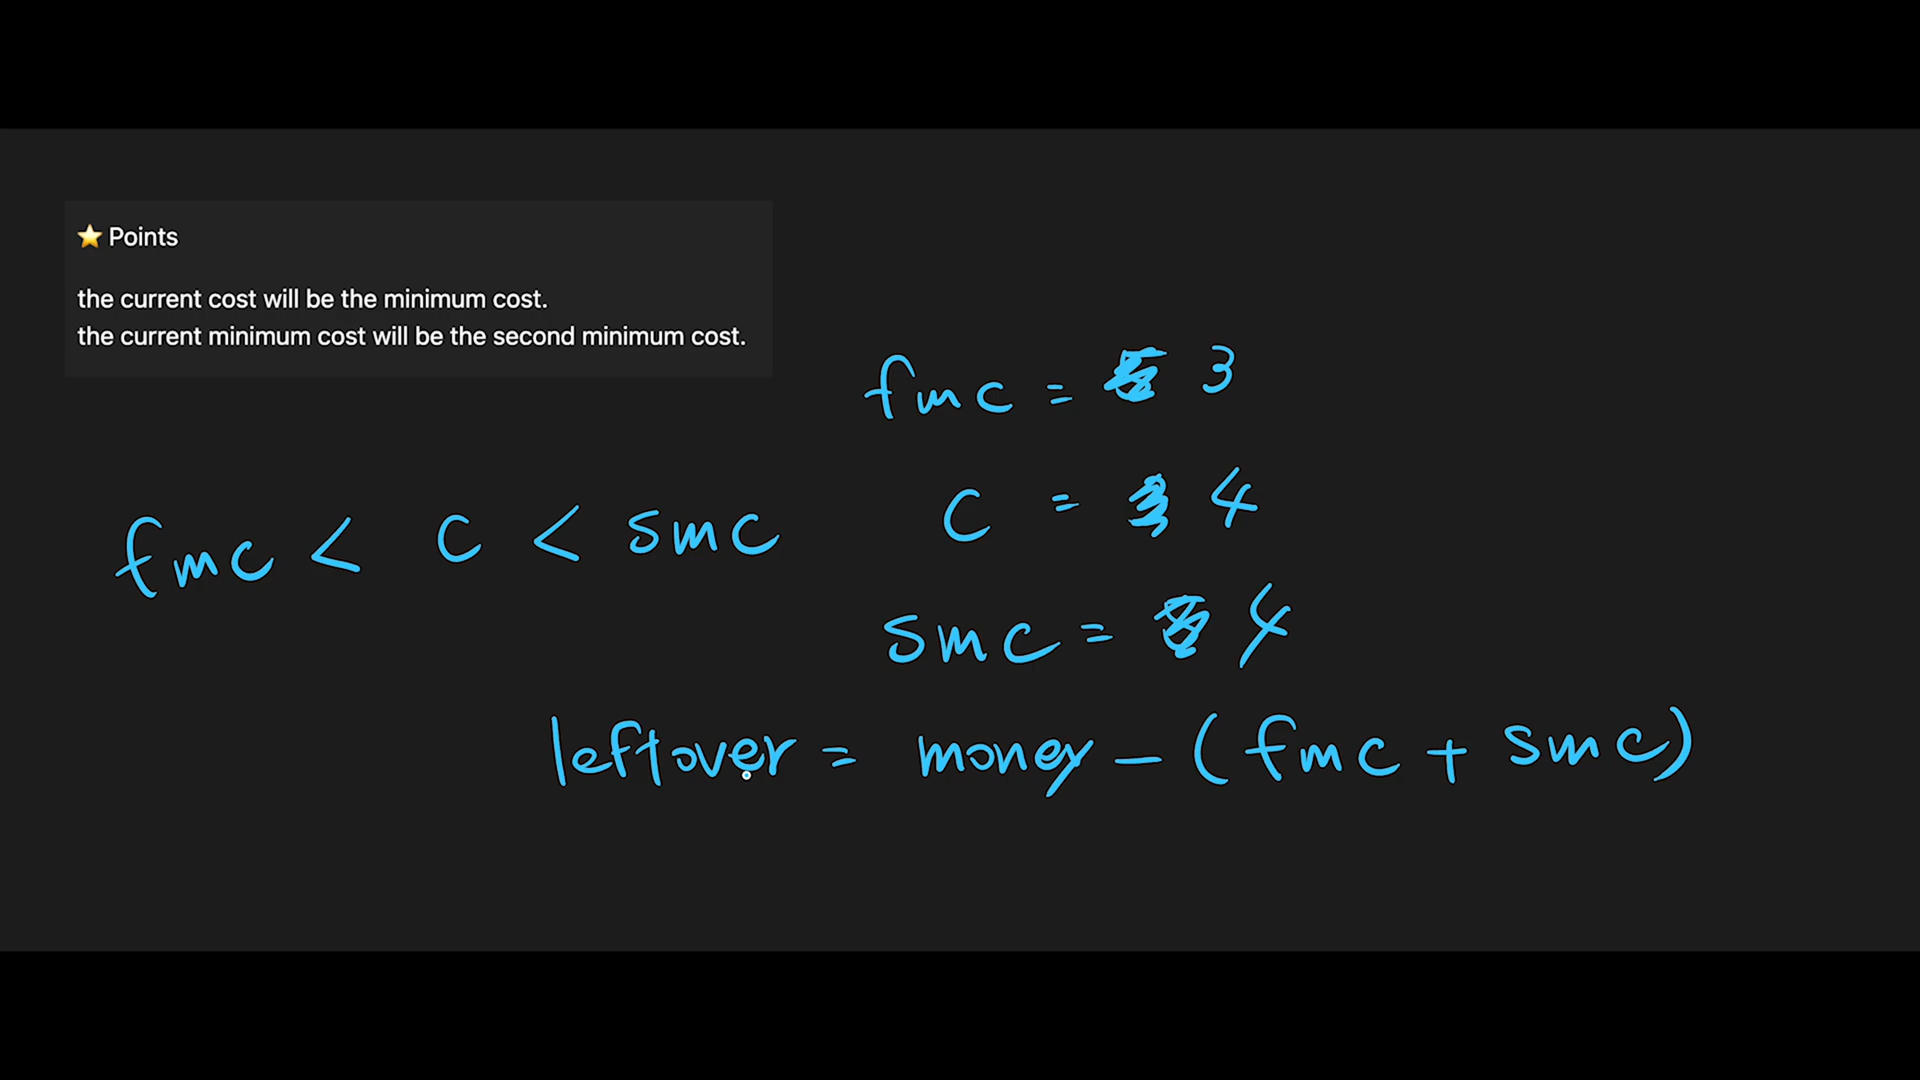 ⭐ Points
the current cost will be the minimum cost.
the current minimum cost will be the second minimum cost.
fmc = 3
c = 4
fmc < c < smc
smc = 4
leftover = money - (fmc + smc)